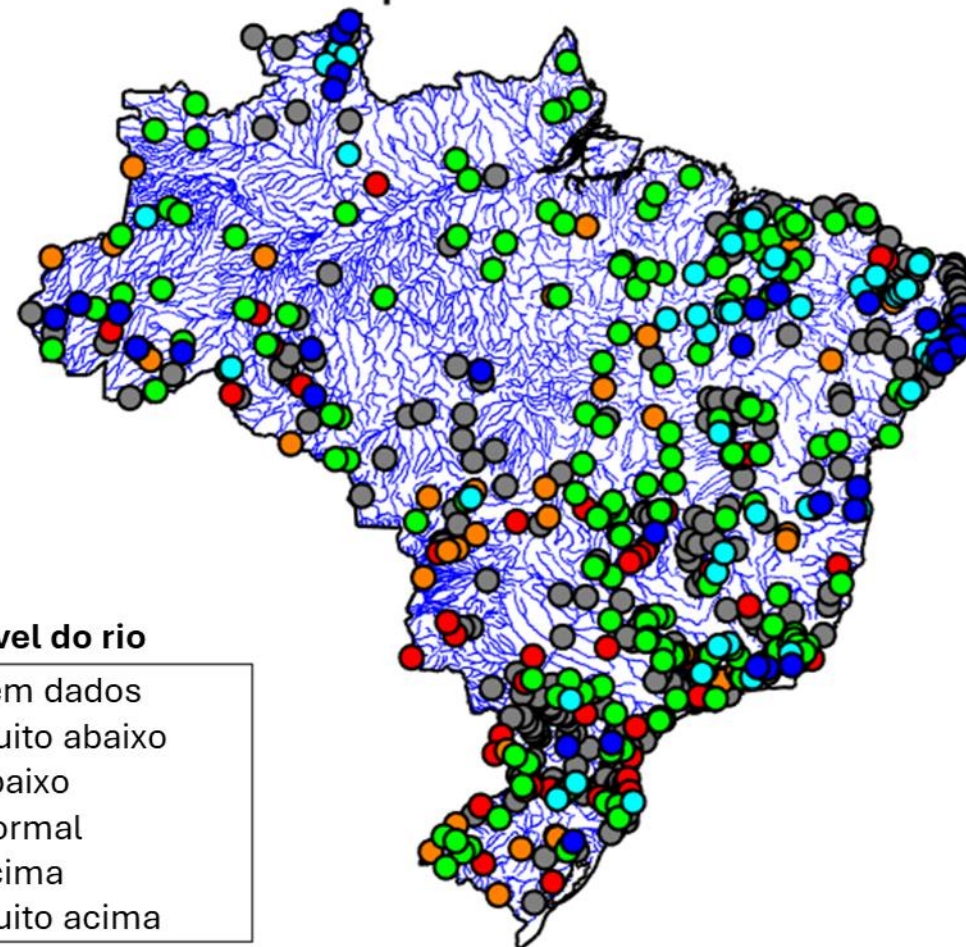 vel do rio
em dados
uito abaixo
baixo
ormal
cima
uito acima